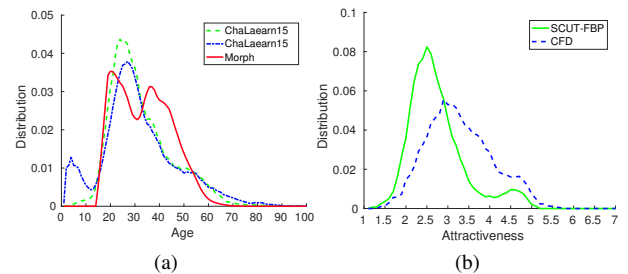 0.05
0.04
0.03
0.02
0.01
0
Distribution
0 10 20 30 40 50 60 70 80 90 100
Age
ChaLaearn15
ChaLaearn15
Morph
(a)
0.1
0.08
0.06
0.04
0.02
0
Distribution
1 1.5 2 2.5 3 3.5 4 4.5 5 5.5 6 6.5 7
Attractiveness
SCUT-FBP
CFD
(b)